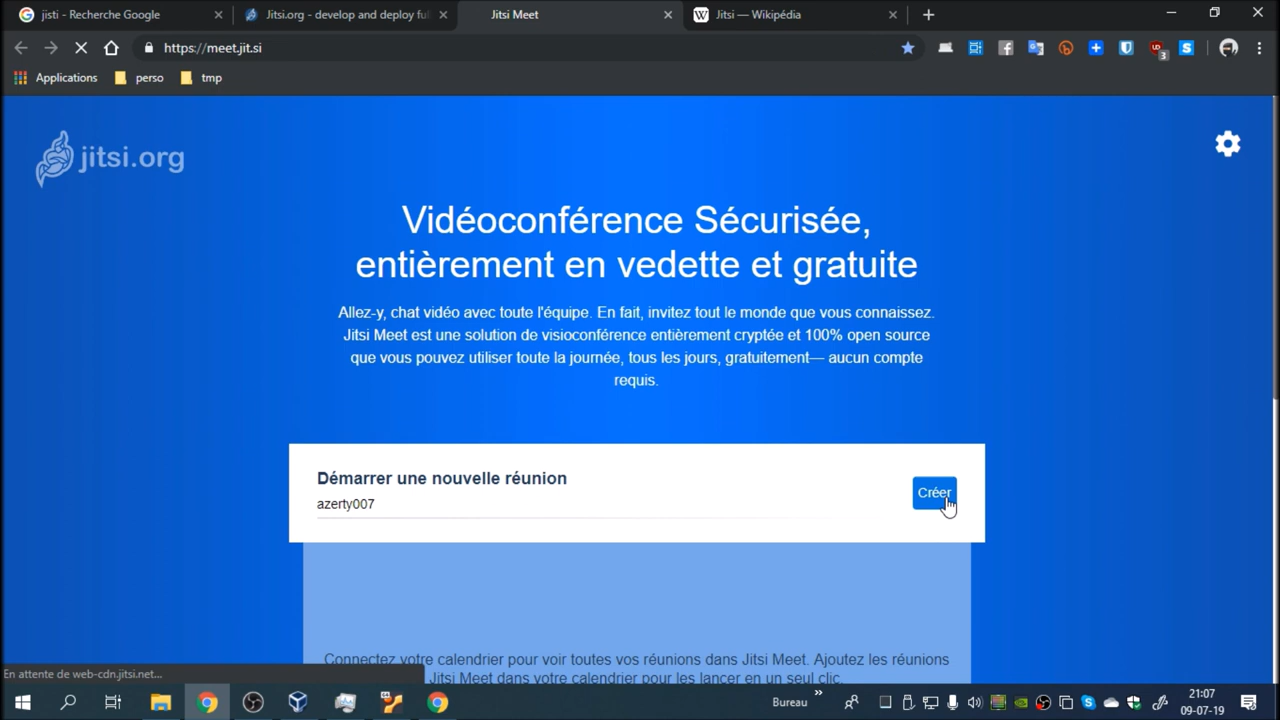 jisti - Recherche Google
Jitsi.org - develop and deploy ful
Jitsi Meet
Jitsi — Wikipédia
https://meet.jit.si
3
Applications
perso
tmp
jitsi.org
Vidéoconférence Sécurisée,
entièrement en vedette et gratuite
Allez-y, chat vidéo avec toute l'équipe. En fait, invitez tout le monde que vous connaissez.
Jitsi Meet est une solution de visioconférence entièrement cryptée et 100% open source
que vous pouvez utiliser toute la journée, tous les jours, gratuitement— aucun compte
requis.
Démarrer une nouvelle réunion
azerty007
Créer
Connectez votre calendrier pour voir toutes vos réunions dans Jitsi Meet. Ajoutez les réunions
Jitsi Meet dans votre calendrier pour les lancer en un seul clic.
En attente de web-cdn.jitsi.net...
Bureau
21:07
09-07-19